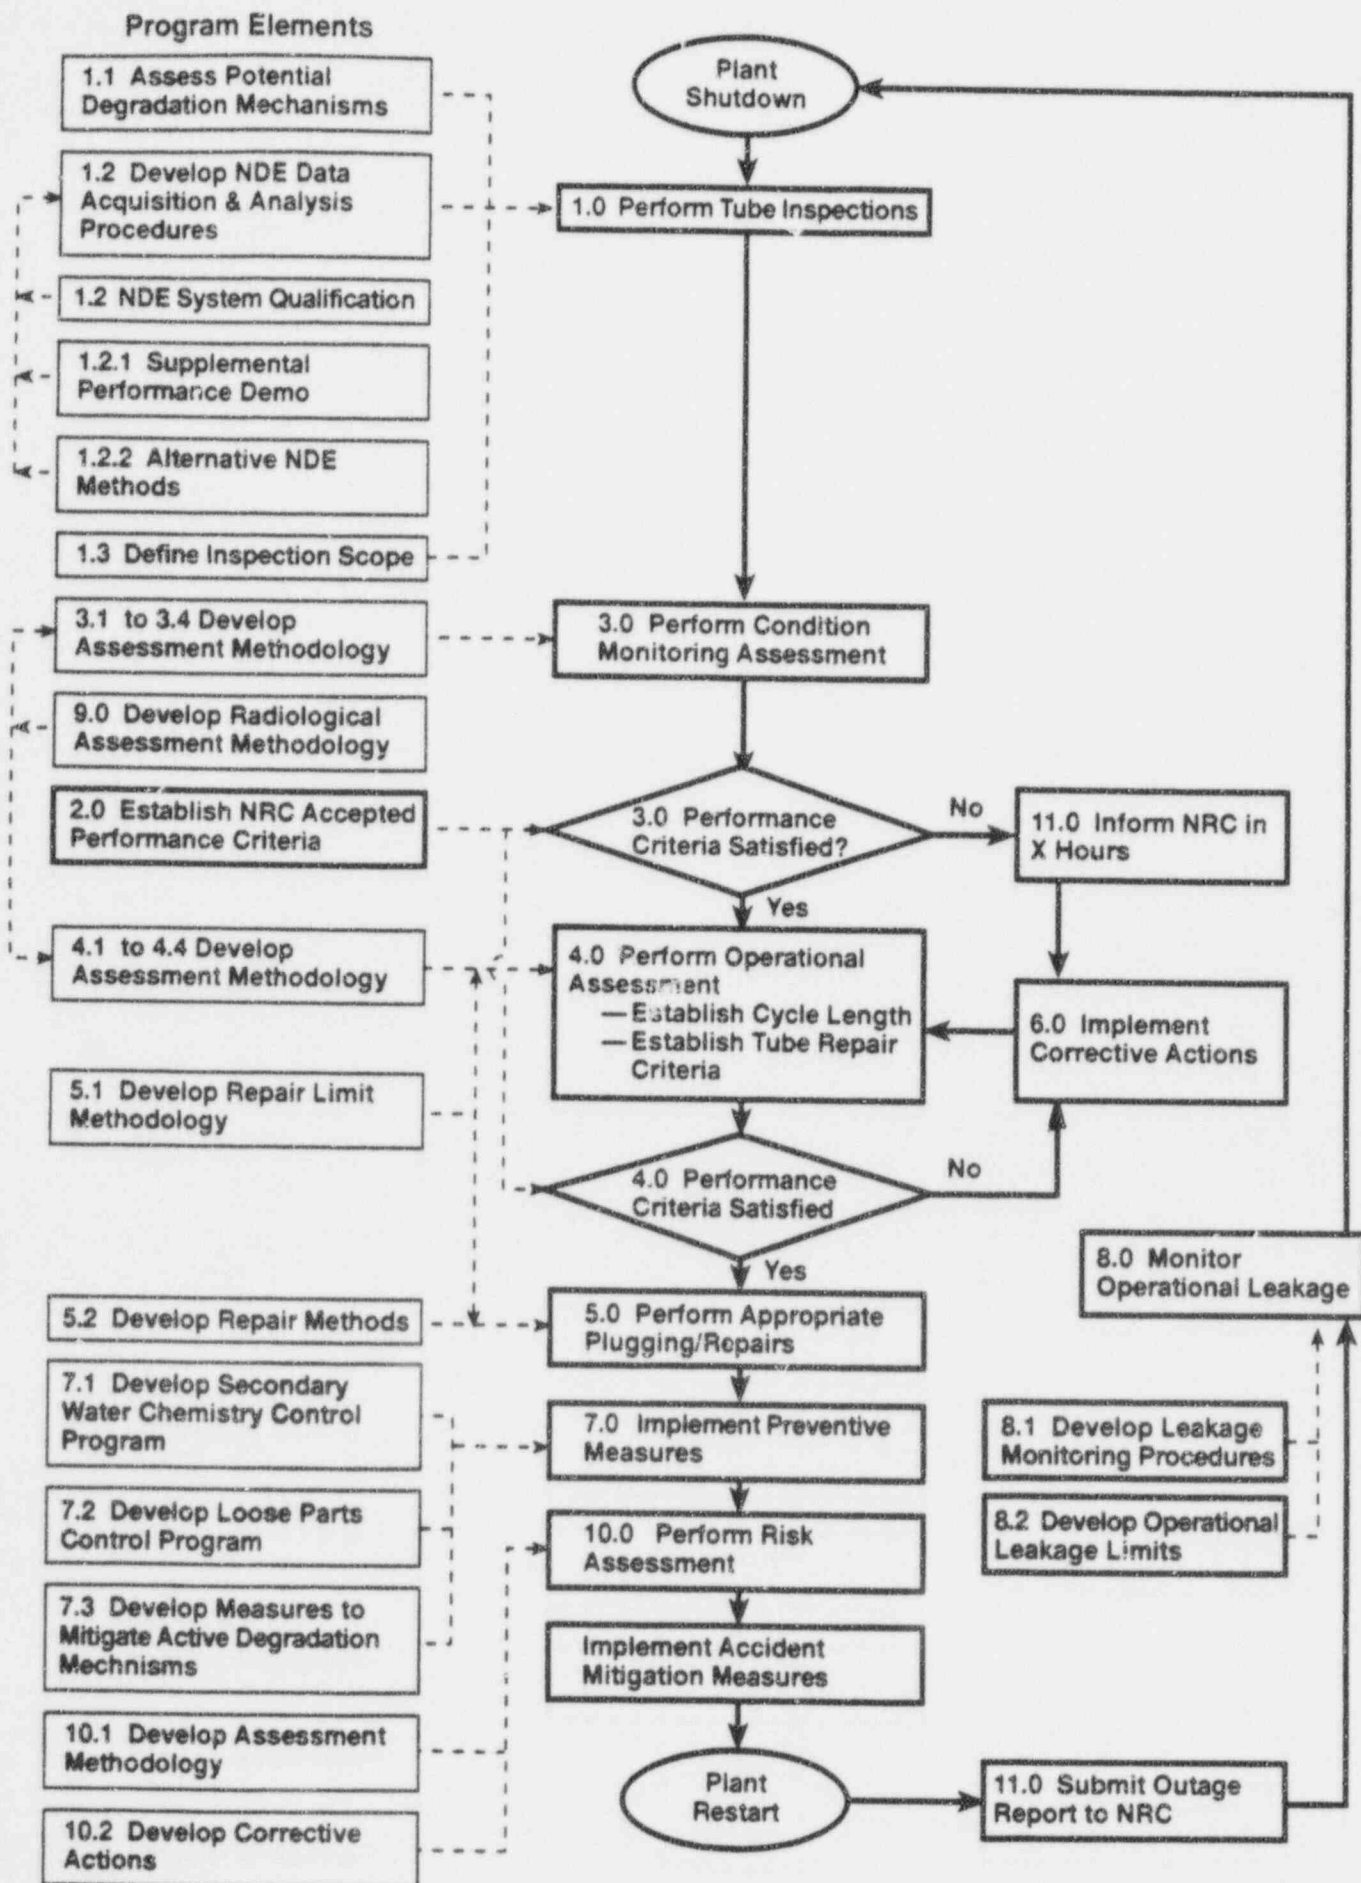 Program Elements
1.1 Assess Potential
Degradation Mechanisms
1.2 Develop NDE Data
Acquisition & Analysis
Procedures
1.2 NDE System Qualification
1.2.1 Supplemental
Performance Demo
1.2.2 Alternative NDE
Methods
1.3 Define Inspection Scope
3.1 to 3.4 Develop
Assessment Methodology
9.0 Develop Radiological
Assessment Methodology
2.0 Establish NRC Accepted
Performance Criteria
4.1 to 4.4 Develop
Assessment Methodology
5.1 Develop Repair Limit
Methodology
5.2 Develop Repair Methods
7.1 Develop Secondary
Water Chemistry Control
Program
7.2 Develop Loose Parts
Control Program
7.3 Develop Measures to
Mitigate Active Degradation
Mechnisms
10.1 Develop Assessment
Methodology
10.2 Develop Corrective
Actions
Plant
Shutdown
1.0 Perform Tube Inspections
3.0 Perform Condition
Monitoring Assessment
3.0 Performance
Criteria Satisfied?
No
11.0 Inform NRC in
X Hours
Yes
4.0 Perform Operational
Assessment
—Establish Cycle Length
—Establish Tube Repair
Criteria
6.0 Implement
Corrective Actions
4.0 Performance
Criteria Satisfied
No
Yes
5.0 Perform Appropriate
Plugging/Repairs
7.0 Implement Preventive
Measures
10.0 Perform Risk
Assessment
Implement Accident
Mitigation Measures
Plant
Restart
11.0 Submit Outage
Report to NRC
8.0 Monitor
Operational Leakage
8.1 Develop Leakage
Monitoring Procedures
8.2 Develop Operational
Leakage Limits